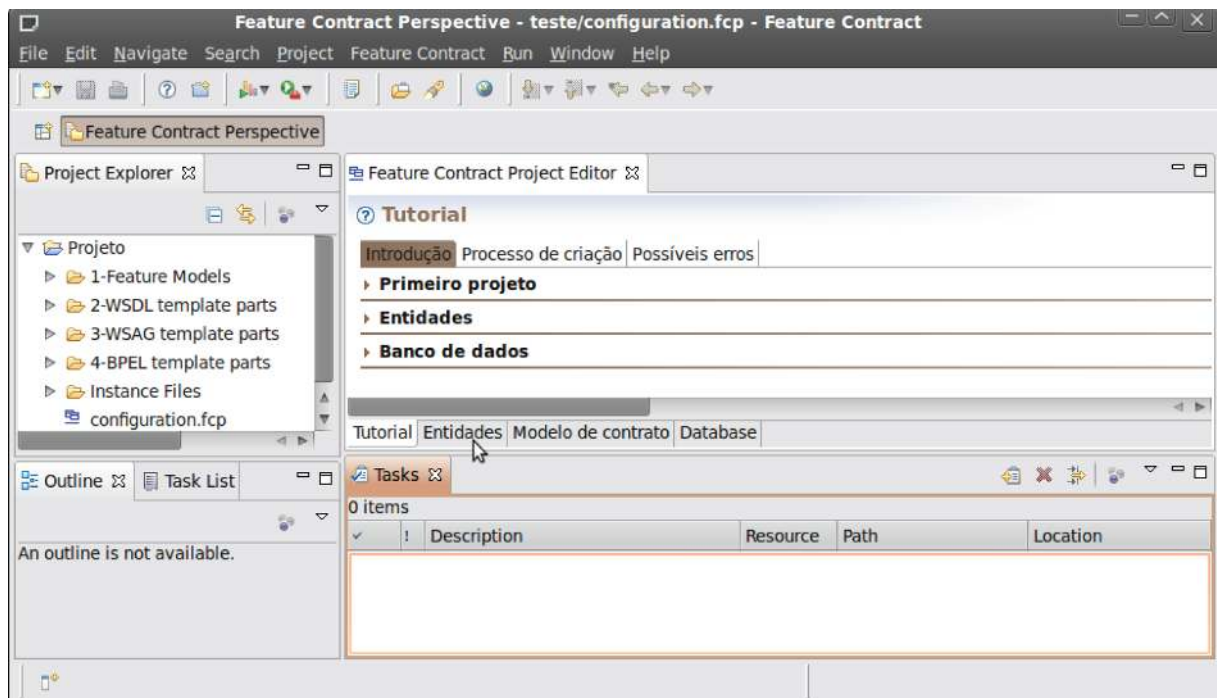 Feature Contract Perspective - teste/configuration.fcp - Feature Contract
File Edit Navigate Search Project Feature Contract Run Window Help
Feature Contract Perspective
Project Explorer
Projeto
1-Feature Models
2-WSDL template parts
3-WSAG template parts
4-BPEL template parts
Instance Files
configuration.fcp
Feature Contract Project Editor
Tutorial
Introdução Processo de criação Possíveis erros
Primeiro projeto
Entidades
Banco de dados
Tutorial Entidades Modelo de contrato Database
Outline Task List
An outline is not available.
Tasks
0 items
! Description Resource Path Location